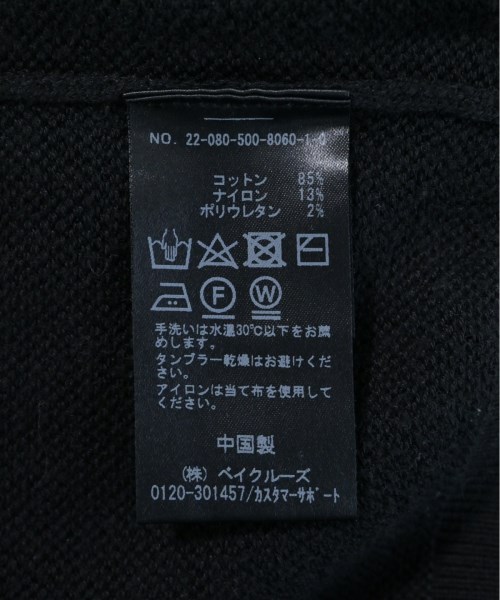 NO. 22-080-500-8060-1-0
コットン 85%
ナイロン 13%
ポリウレタン 2%
F W
手洗いは水温30℃以下をお薦
めします。
タンブラー乾燥はお避けくださ
い。
アイロンは当て布を使用して
ください。
中国製
(株) ベイクルーズ
0120-301457/カスタマーサポート